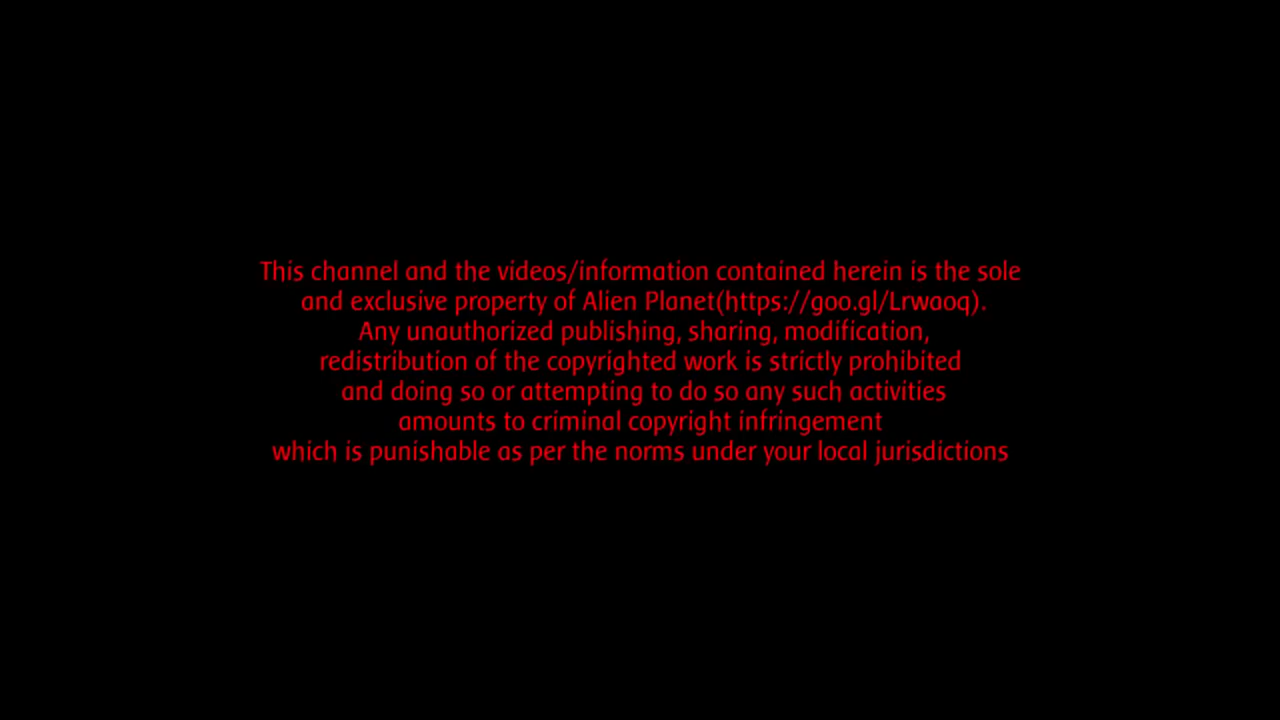 This channel and the videos/information contained herein is the sole
and exclusive property of Alien Planet(https://goo.gl/Lrwaoq).
Any unauthorized publishing, sharing, modification,
redistribution of the copyrighted work is strictly prohibited
and doing so or attempting to do so any such activities
amounts to criminal copyright infringement
which is punishable as per the norms under your local jurisdictions